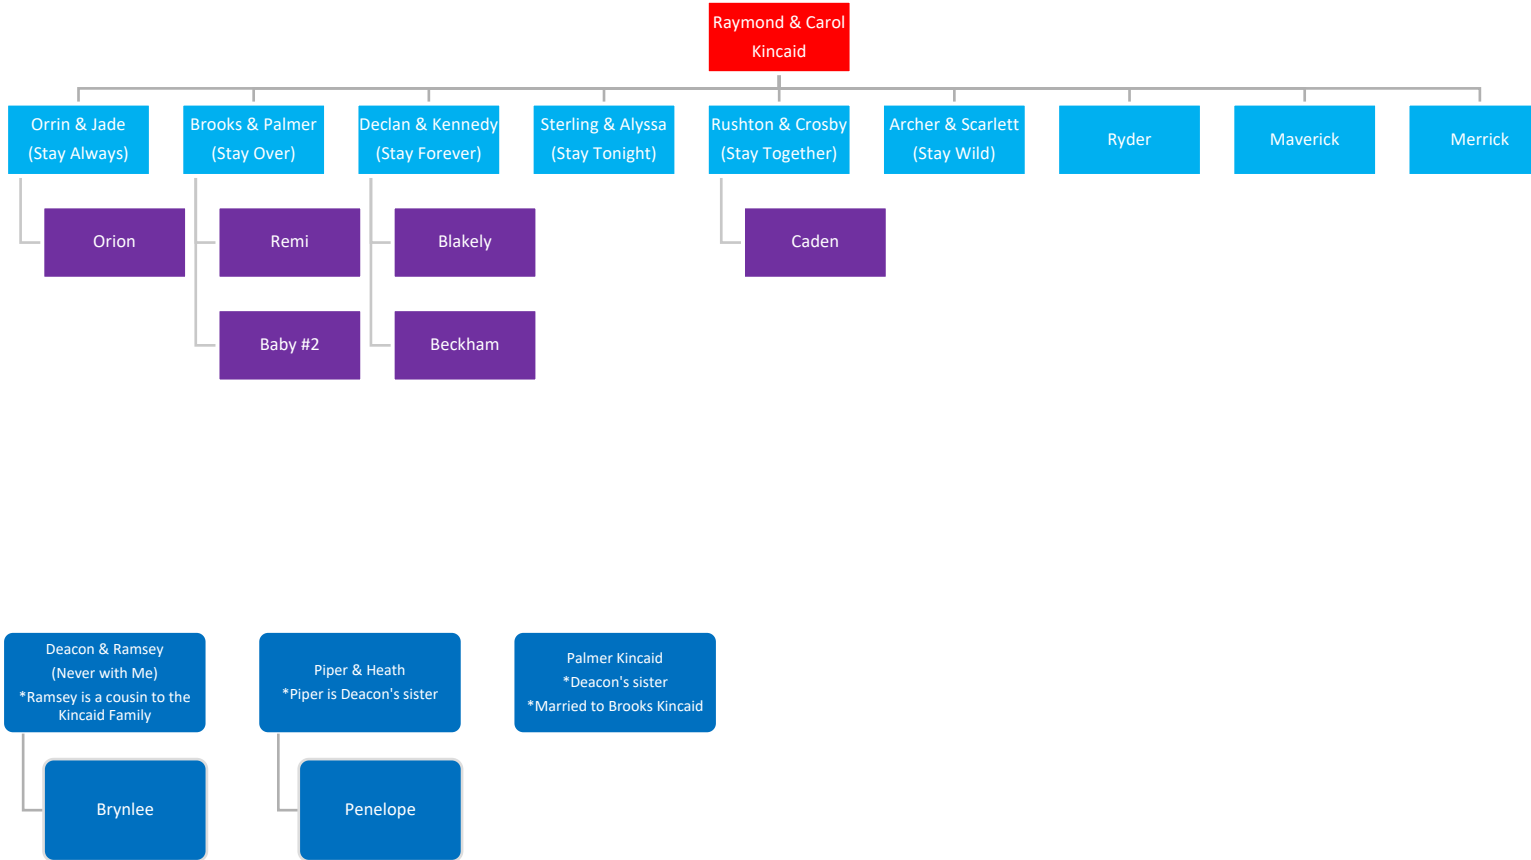 Raymond & Carol
Kincaid
Orrin & Jade
(Stay Always)
Brooks & Palmer
(Stay Over)
Declan & Kennedy
(Stay Forever)
Sterling & Alyssa
(Stay Tonight)
Rushton & Crosby
(Stay Together)
Archer & Scarlett
(Stay Wild)
Ryder
Maverick
Merrick
Orion
Remi
Blakely
Caden
Baby #2
Beckham
Deacon & Ramsey
(Never with Me)
*Ramsey is a cousin to the
Kincaid Family
Piper & Heath
*Piper is Deacon's sister
Palmer Kincaid
*Deacon's sister
*Married to Brooks Kincaid
Brynlee
Penelope